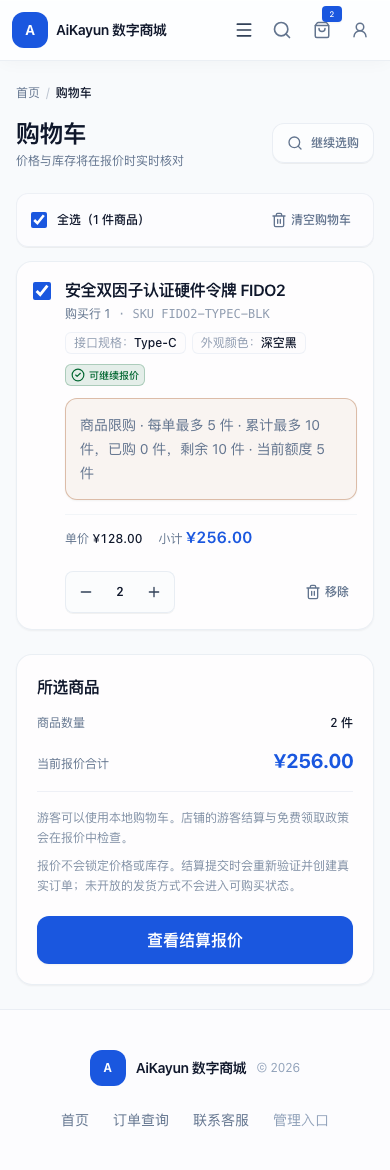 A AiKayun 数字商城 2
首页 / 购物车
购物车
价格与库存将在报价时实时核对
继续选购
全选（1 件商品） 清空购物车
安全双因子认证硬件令牌 FIDO2
购买行 1 · SKU FIDO2-TYPEC-BLK
接口规格: Type-C 外观颜色: 深空黑
可继续报价
商品限购 · 每单最多 5 件 · 累计最多 10
件，已购 0 件，剩余 10 件 · 当前额度 5
件
单价 ¥128.00 小计 ¥256.00
− 2 + 移除
所选商品
商品数量 2 件
当前报价合计 ¥256.00
游客可以使用本地购物车。店铺的游客结算与免费领取政策
会在报价中检查。
报价不会锁定价格或库存。结算提交时会重新验证并创建真
实订单；未开放的发货方式不会进入可购买状态。
查看结算报价
A AiKayun 数字商城 © 2026
首页 订单查询 联系客服 管理入口